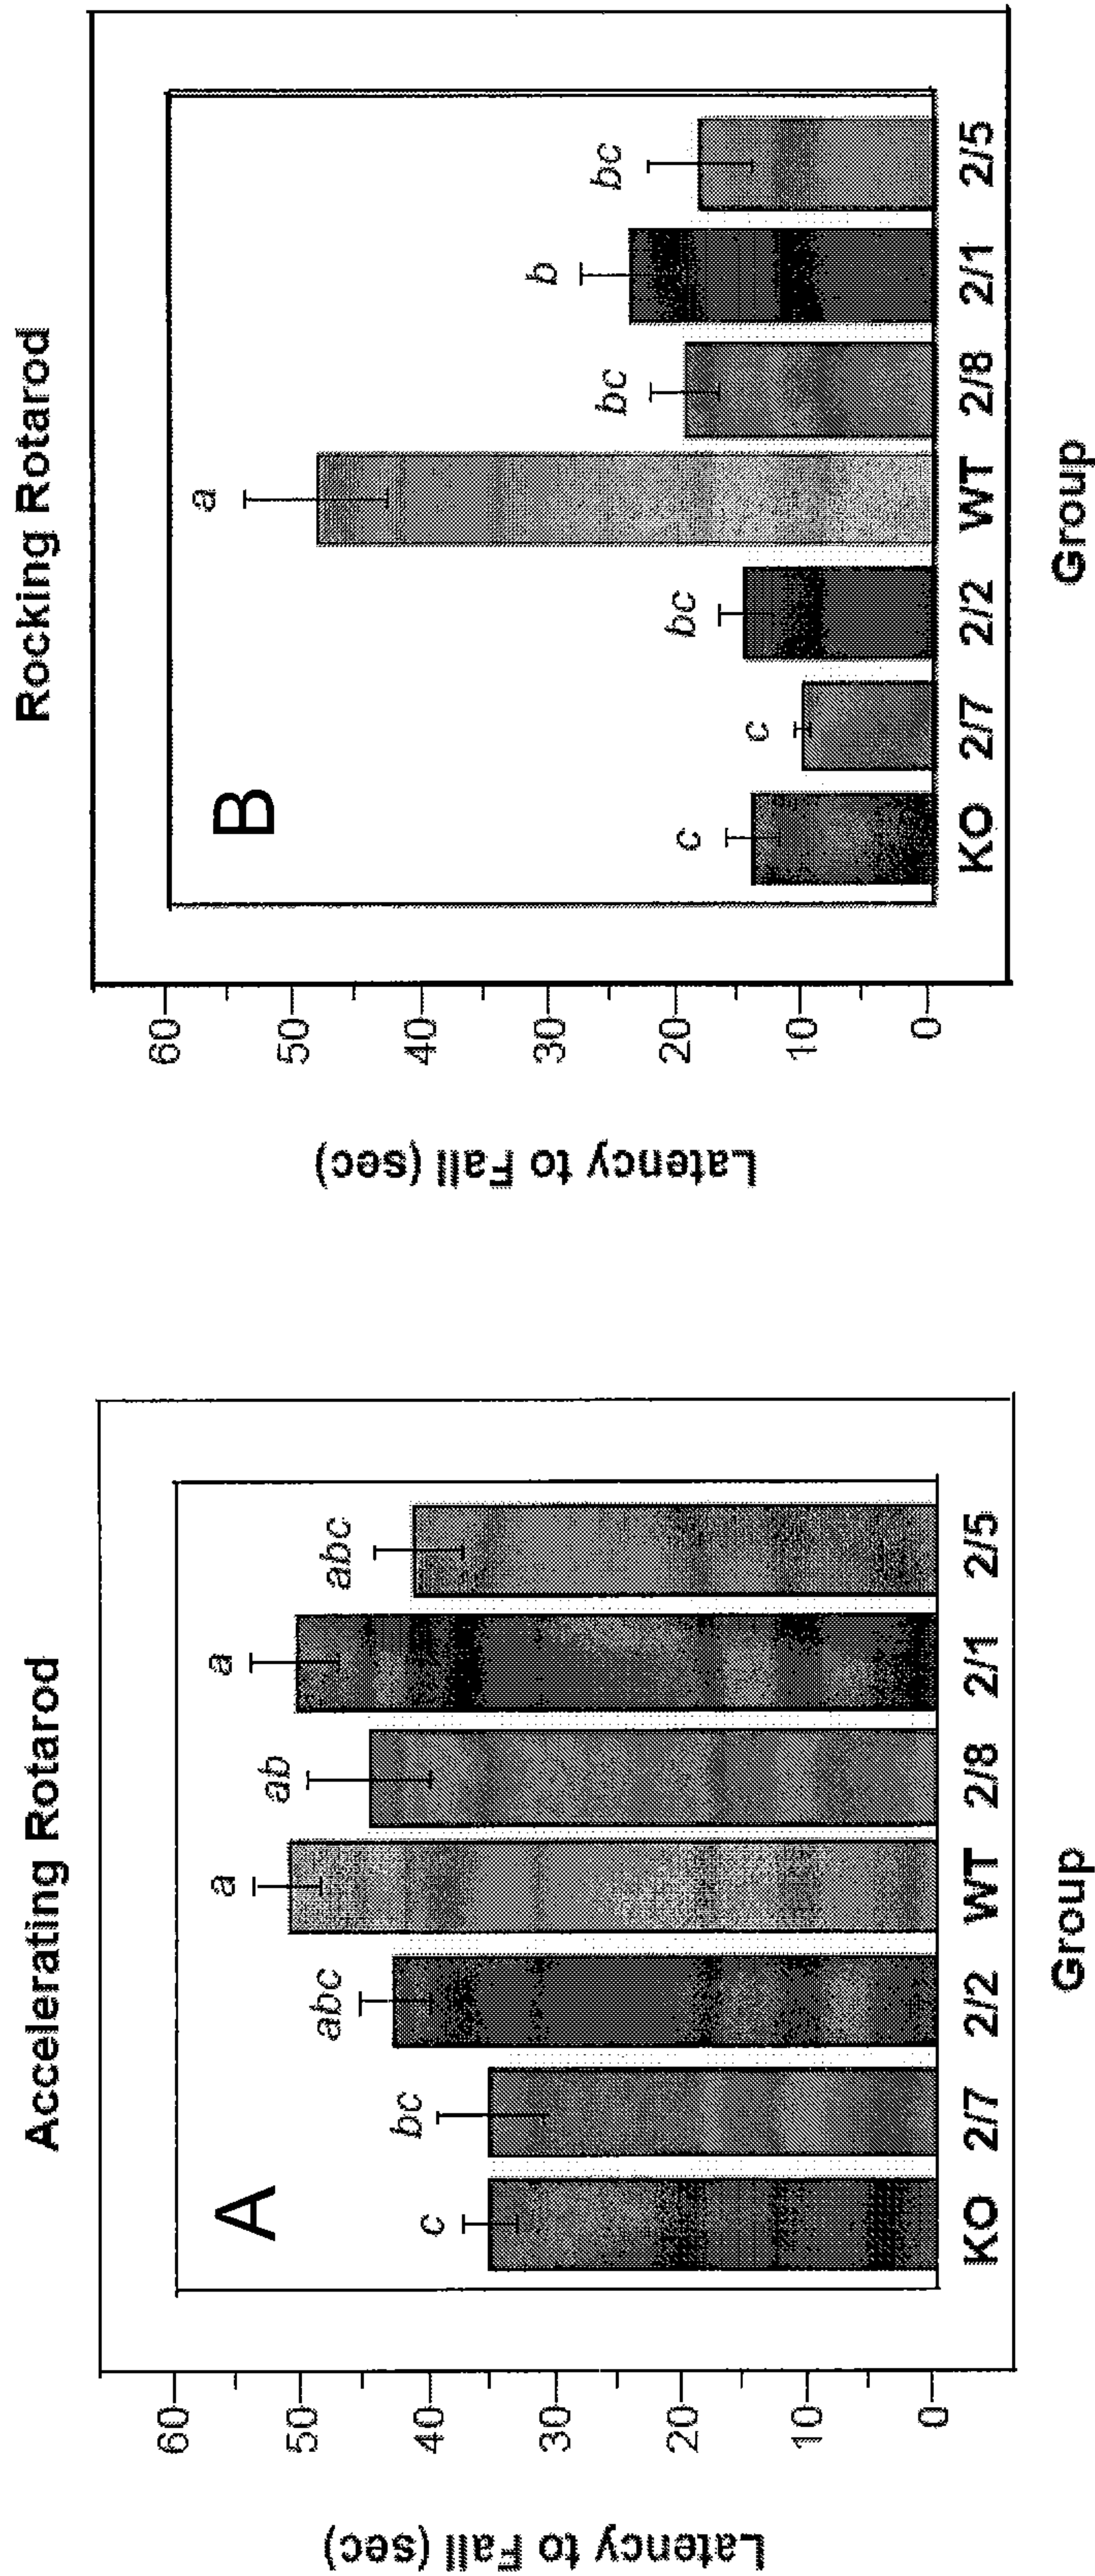 Accelerating Rotarod
A
Latency to Fall (sec)
60
50
40
30
20
10
0
c
bc
abc
a
ab
a
abc
KO 2/7 2/2 WT 2/8 2/1 2/5
Group
Rocking Rotarod
B
Latency to Fall (sec)
60
50
40
30
20
10
0
c
c
bc
a
bc
b
bc
KO 2/7 2/2 WT 2/8 2/1 2/5
Group